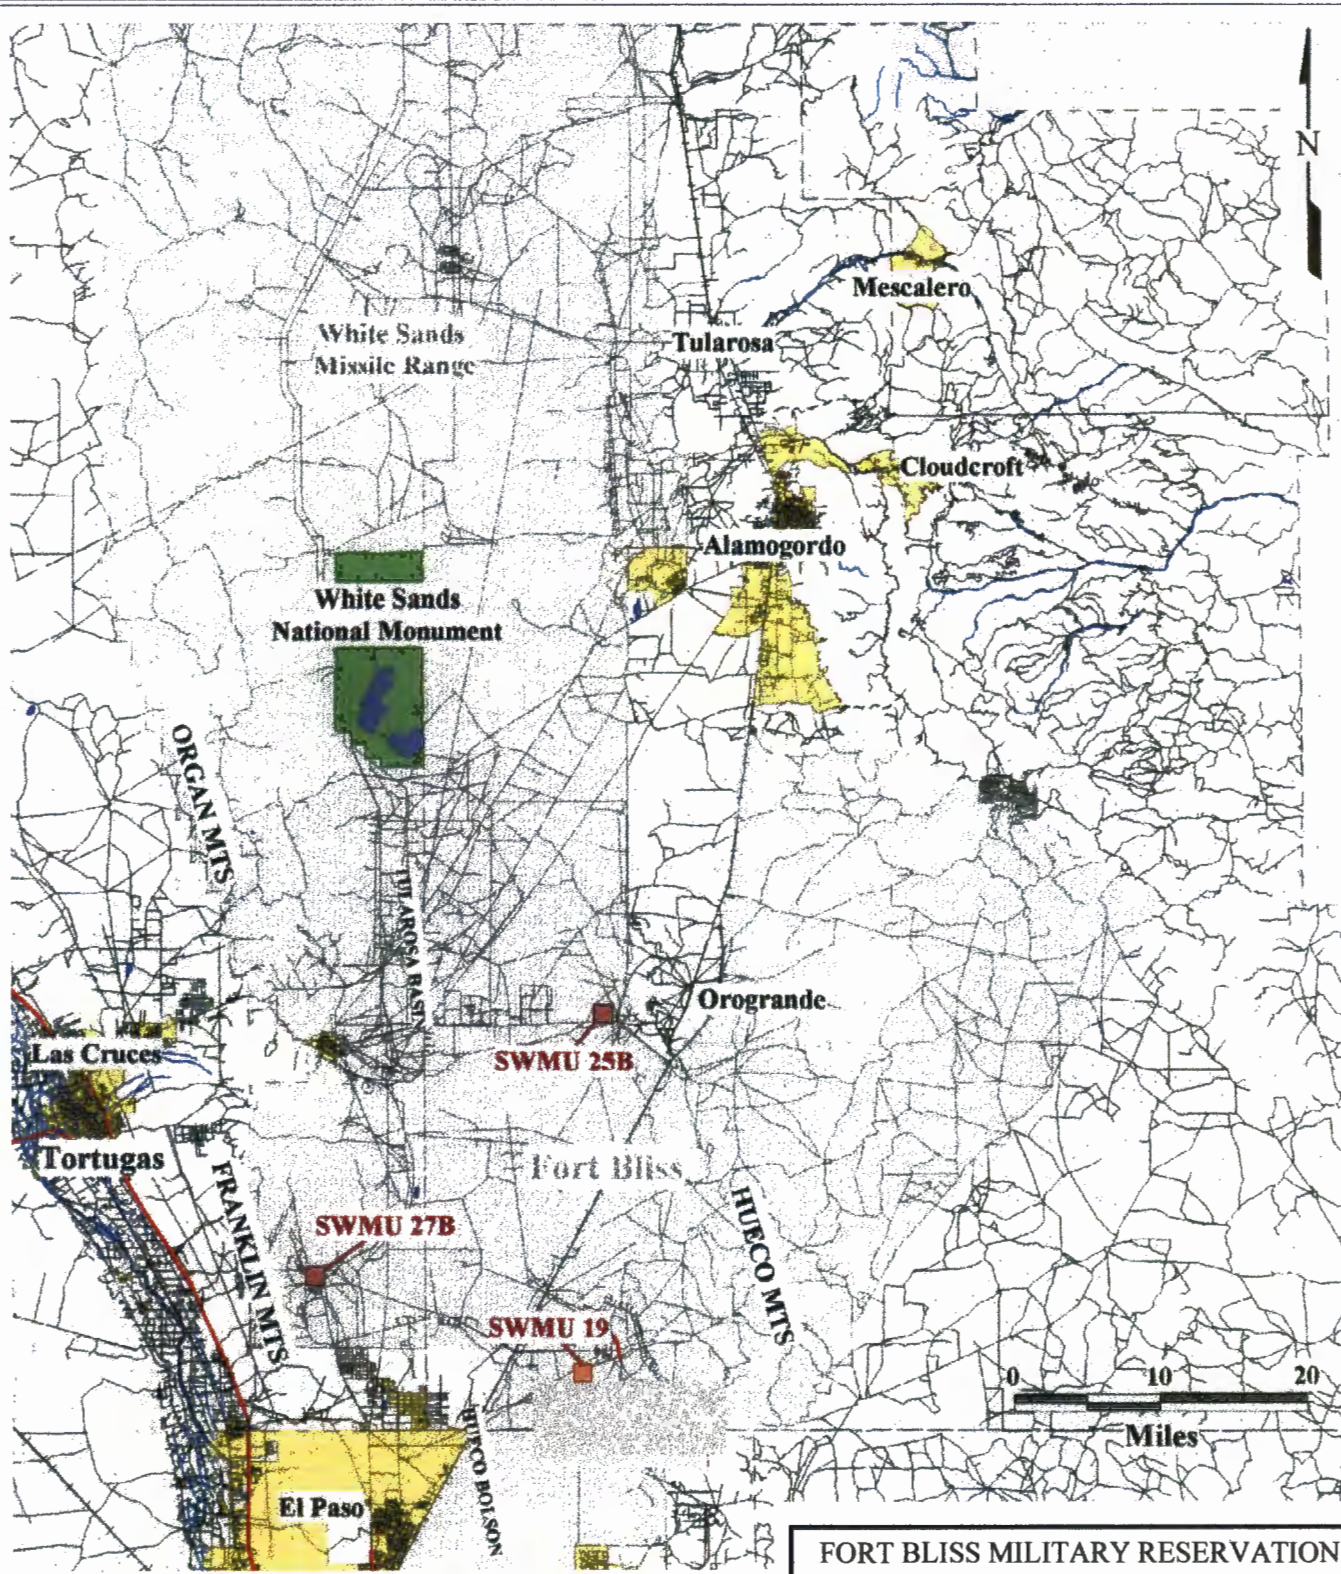 N
Mescalero
White Sands
Missile Range
Tularosa
Cloudcroft
Alamogordo
White Sands
National Monument
ORGAN MTS
TULAROSA BASIN
Orogrande
Las Cruces
SWMU 25B
Tortugas
Fort Bliss
FRANKLIN MTS
SWMU 27B
HUECO MTS
SWMU 19
0 10 20
Miles
HUECO BOLSON
El Paso
FORT BLISS MILITARY RESERVATION